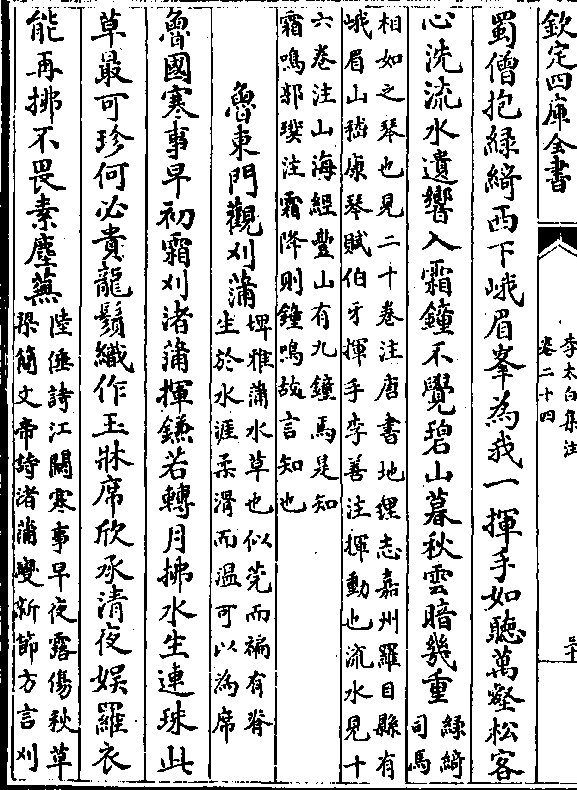 欽定四庫全書
李太白集注
卷二十四
蜀僧抱綠綺西下峨眉峯為我一揮手如聽萬壑松客
心洗流水遺響入霜鐘不覺碧山暮秋雲暗幾重
綠綺
司馬
相如之琴也見二十卷注唐書地理志嘉州羅目縣有
峨眉山嵇康琴賦伯牙揮手李善注揮動也流水見十
六卷注山海經豐山有九鐘焉是知
霜鳴郭璞注霜降則鐘鳴故言知也
魯東門觀刈蒲
埤雅蒲水草也似莞而褊有脊
生於水涯柔滑而溫可以為席
魯國寒事早初霜刈渚蒲揮鎌若轉月拂水生連珠此
草最可珍何必貴龍鬚織作玉牀席欣承清夜娛羅衣
能再拂不畏素塵蕪
陸倕詩江關寒事早夜露傷秋草
梁簡文帝詩渚蒲變新節方言刈